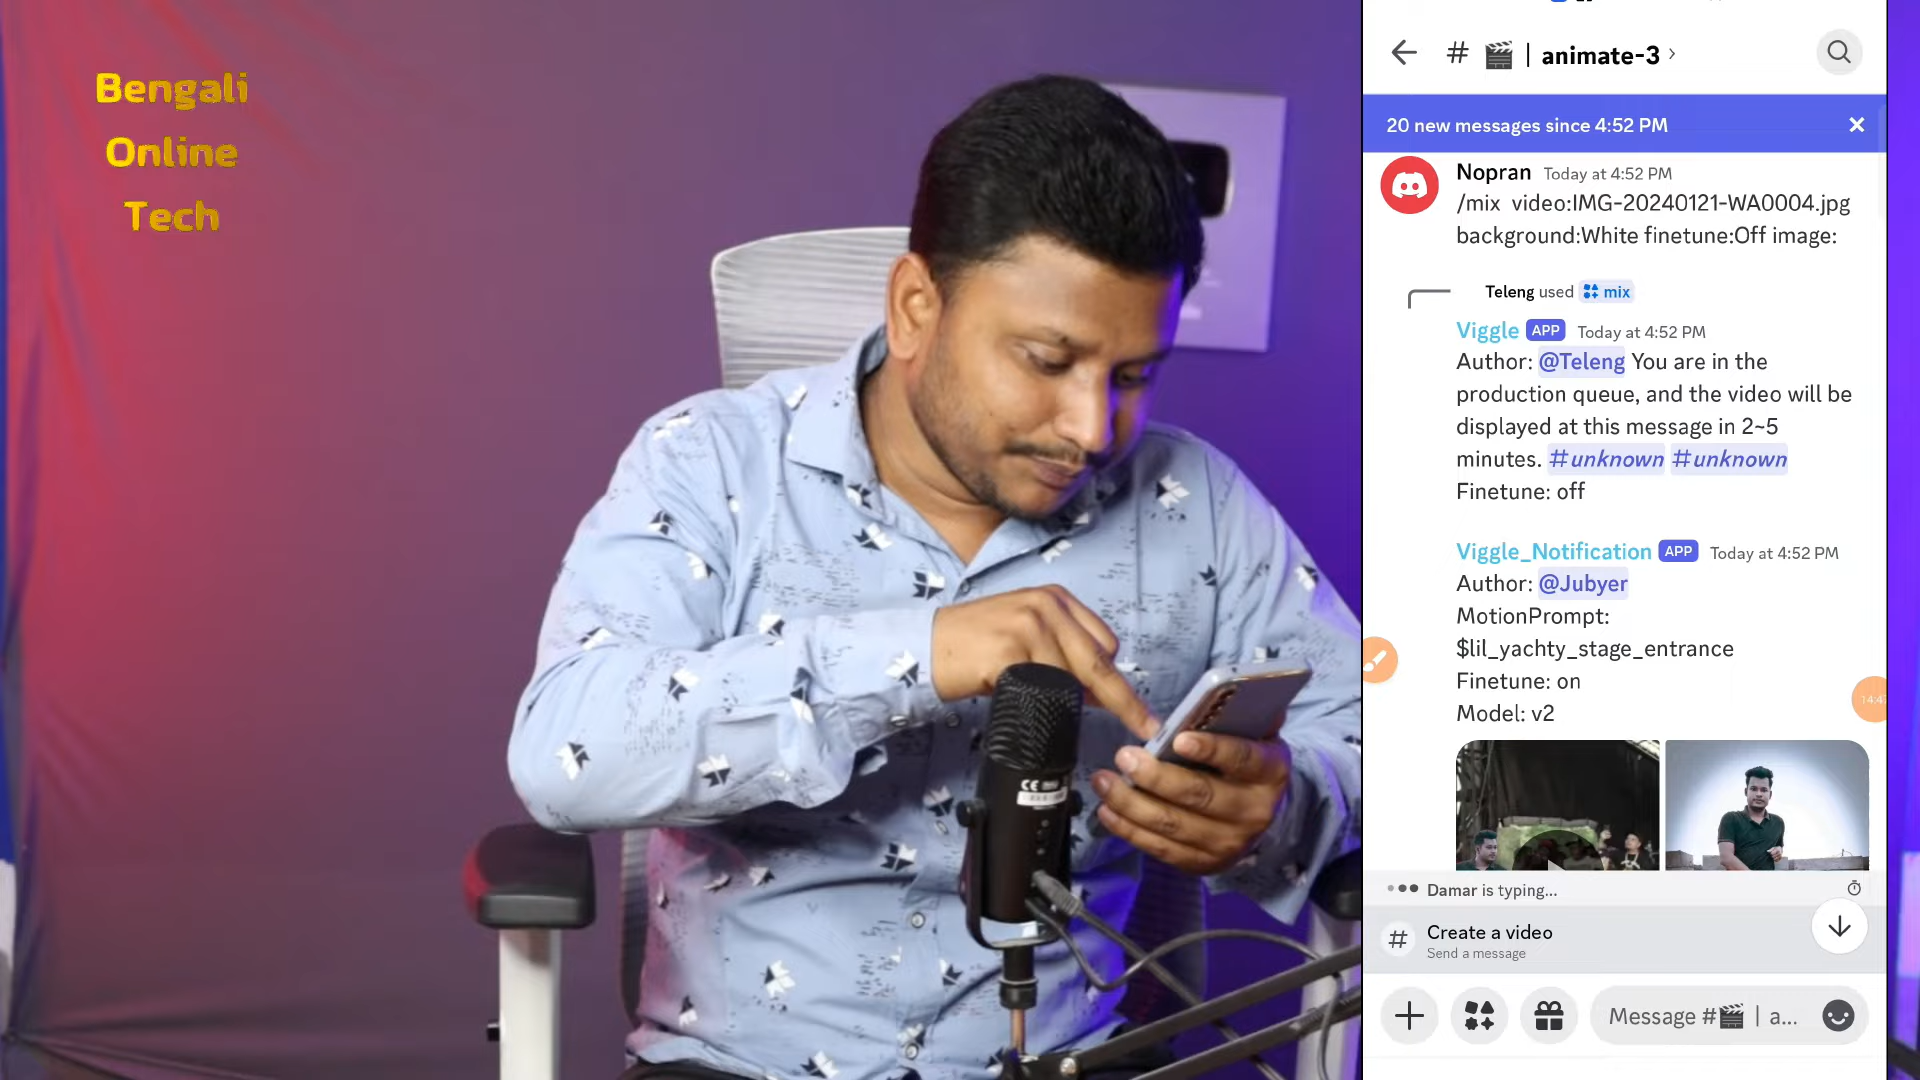 Bengali
Online
Tech
# | animate-3 ›
20 new messages since 4:52 PM
Nopran Today at 4:52 PM
/mix video:IMG-20240121-WA0004.jpg
background:White finetune:Off image:
Teleng used mix
Viggle APP Today at 4:52 PM
Author: @Teleng You are in the
production queue, and the video will be
displayed at this message in 2~5
minutes. #unknown #unknown
Finetune: off
Viggle_Notification APP Today at 4:52 PM
Author: @Jubyer
MotionPrompt:
$lil_yachty_stage_entrance
Finetune: on
Model: v2
Damar is typing...
# Create a video
Send a message
Message # | a...